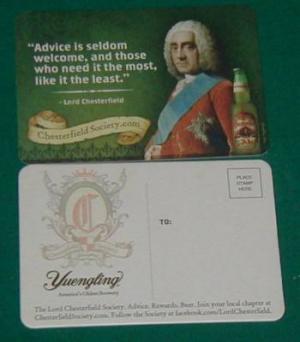 “Advice is seldom
welcome, and those
who need it the most,
like it the least.”
- Lord Chesterfield
Chesterfield Society.com
PLACE
STAMP
HERE
TO:
C
Yuengling
America's Oldest Brewery
The Lord Chesterfield Society. Advice. Rewards. Beer. Join your local chapter at
ChesterfieldSociety.com. Follow the Society at facebook.com/LordChesterfield.